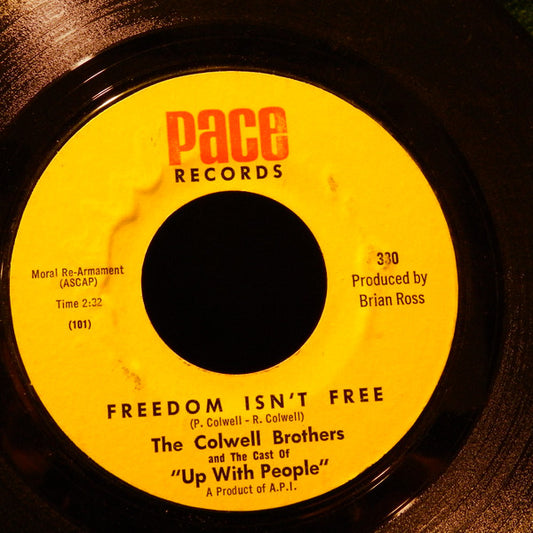 pace
RECORDS
Moral Re-Armament
(ASCAP)
Time 2:32
(101)
330
Produced by
Brian Ross
FREEDOM ISN'T FREE
(P. Colwell - R. Colwell)
The Colwell Brothers
and The Cast Of
"Up With People"
A Product of A.P.I.